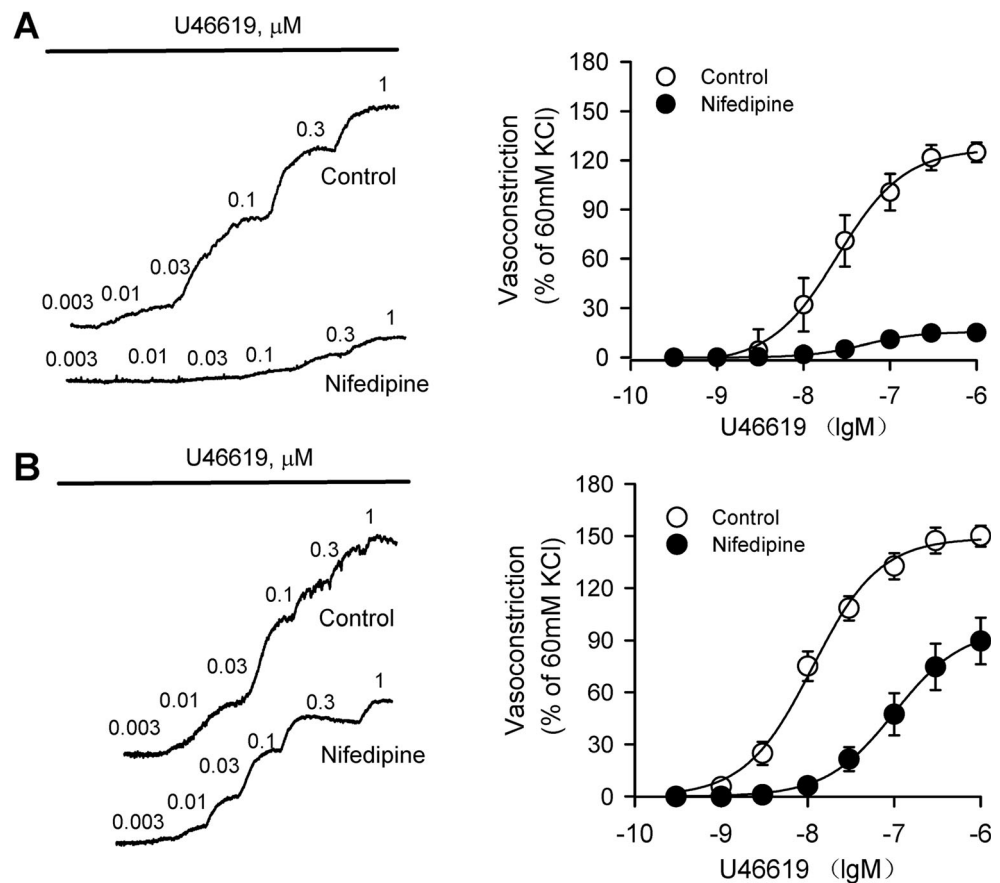 A
U46619, μM
0.003
0.01
0.03
0.1
0.3
1
Control
0.003
0.01
0.03
0.1
0.3
1
Nifedipine
Vasoconstriction
(% of 60mM KCl)
180
150
120
90
60
30
0
Control
Nifedipine
-10 -9 -8 -7 -6
U46619 （lgM）
B
U46619, μM
0.003
0.01
0.03
0.1
0.3
1
Control
0.003
0.01
0.03
0.1
0.3
1
Nifedipine
Vasoconstriction
(% of 60mM KCl)
180
150
120
90
60
30
0
Control
Nifedipine
-10 -9 -8 -7 -6
U46619 （lgM）